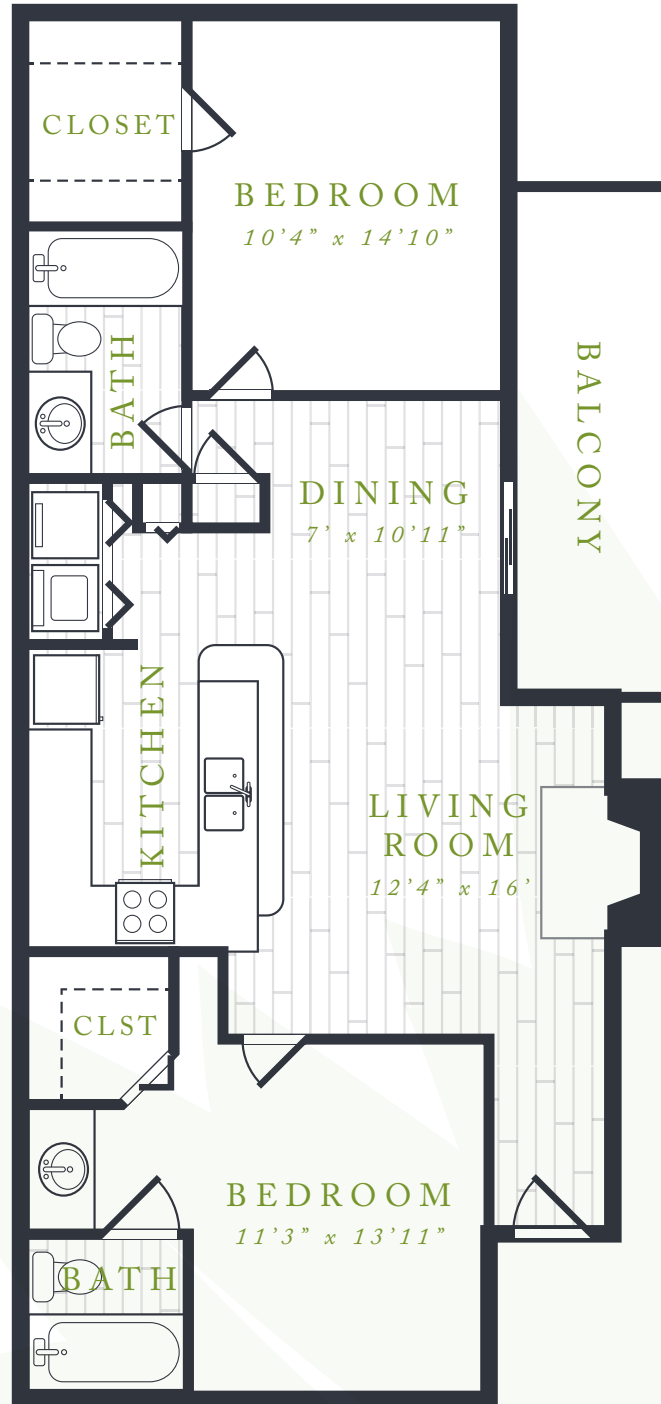 CLOSET
BEDROOM
10’4” x 14’10”
BATH
BALCONY
DINING
7’ x 10’11”
KITCHEN
LIVING
ROOM
12’4” x 16’
CLST
BEDROOM
11’3” x 13’11”
BATH